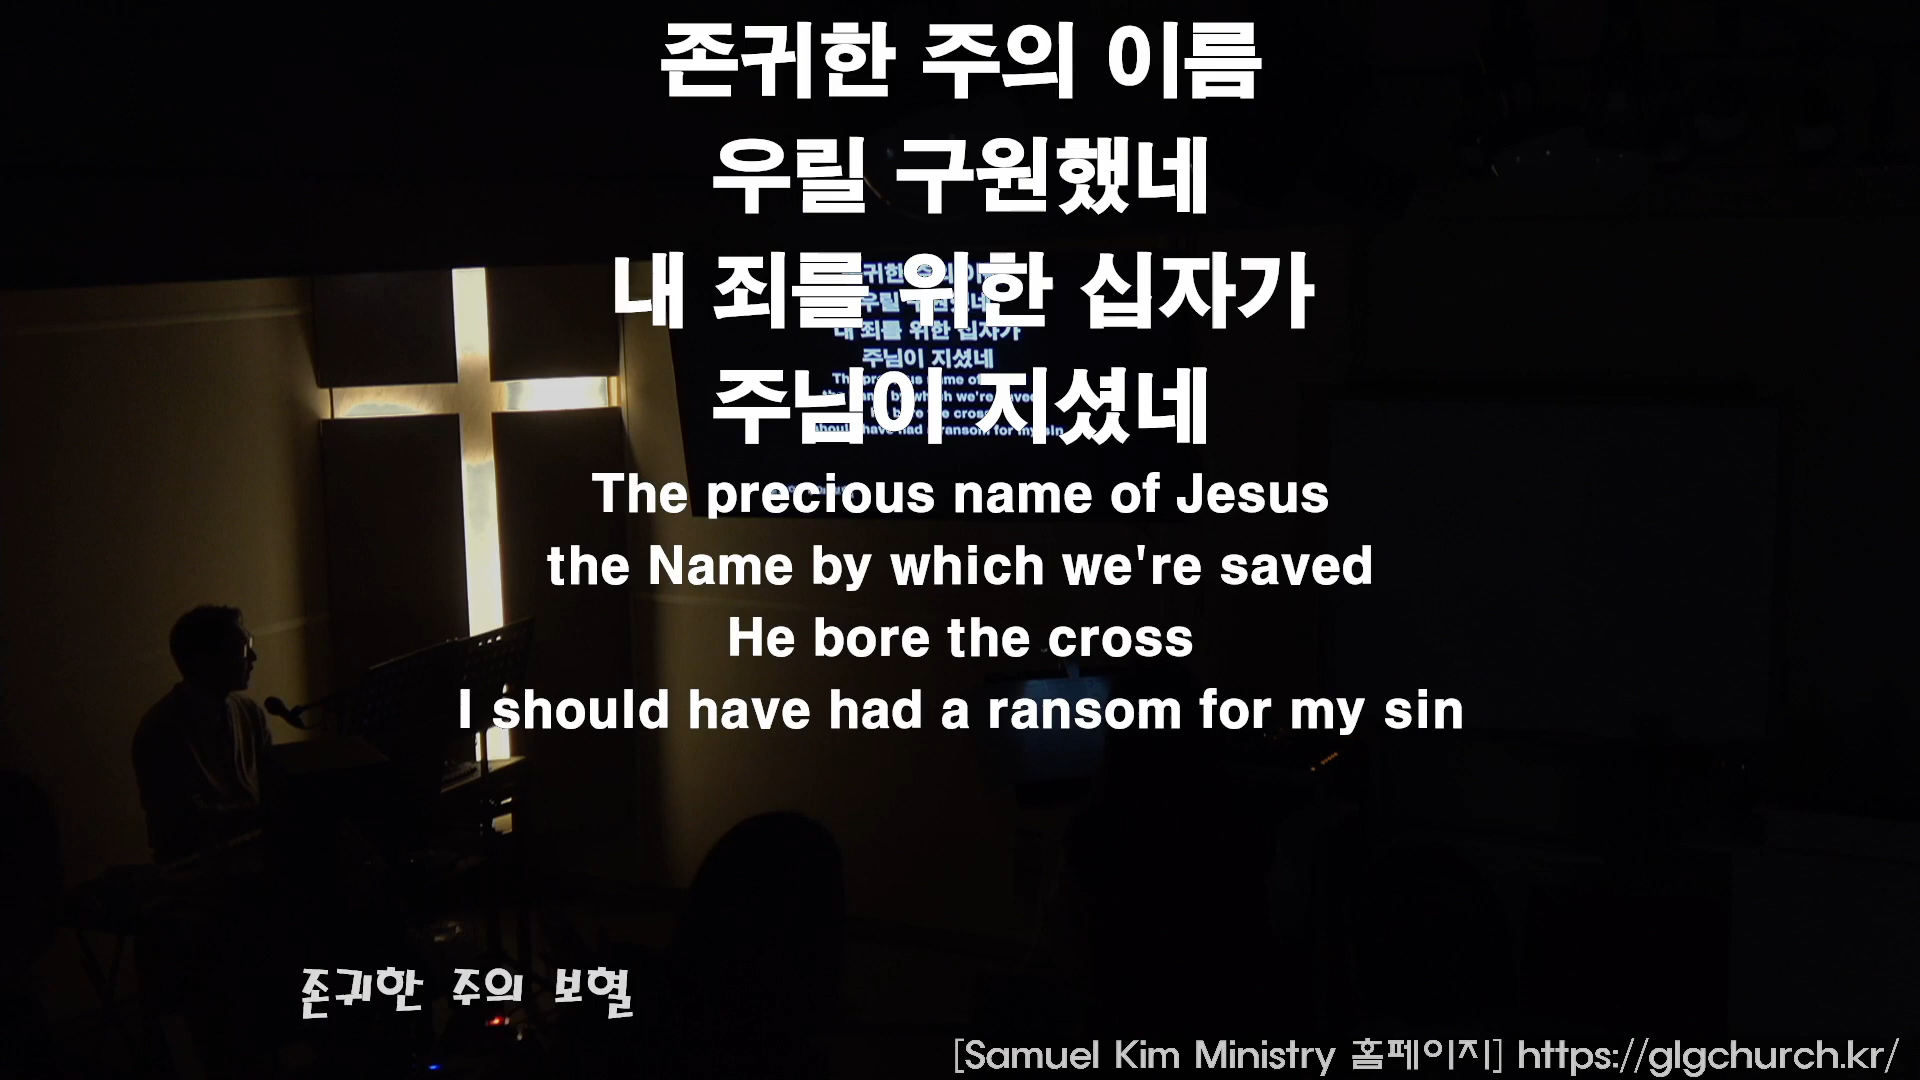 존귀한 주의 이름
우릴 구원했네
내 죄를 위한 십자가
주님이 지셨네
The precious name of Jesus
the Name by which we're saved
He bore the cross
I should have had a ransom for my sin
존귀한 주의 보혈
[Samuel Kim Ministry 홈페이지] https://glgchurch.kr/